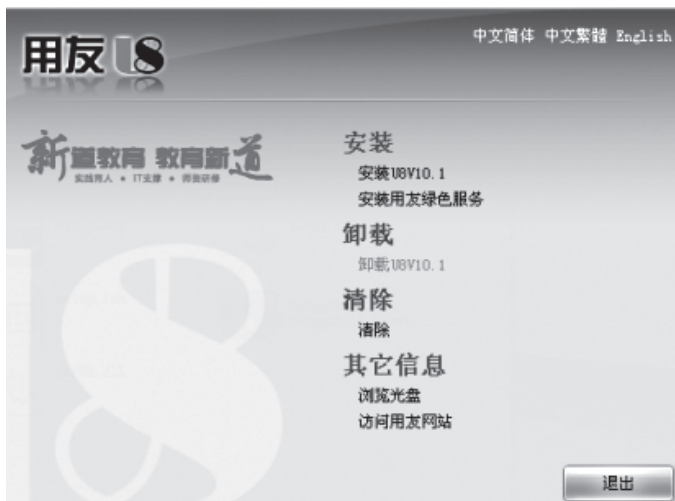 中文简体 中文繁體 English
用友 U8
新道教育 教育新道
实践育人 • IT支撑 • 师资研修
安装
安装U8V10.1
安装用友绿色服务
卸载
卸载U8V10.1
清除
清除
其它信息
浏览光盘
访问用友网站
退出